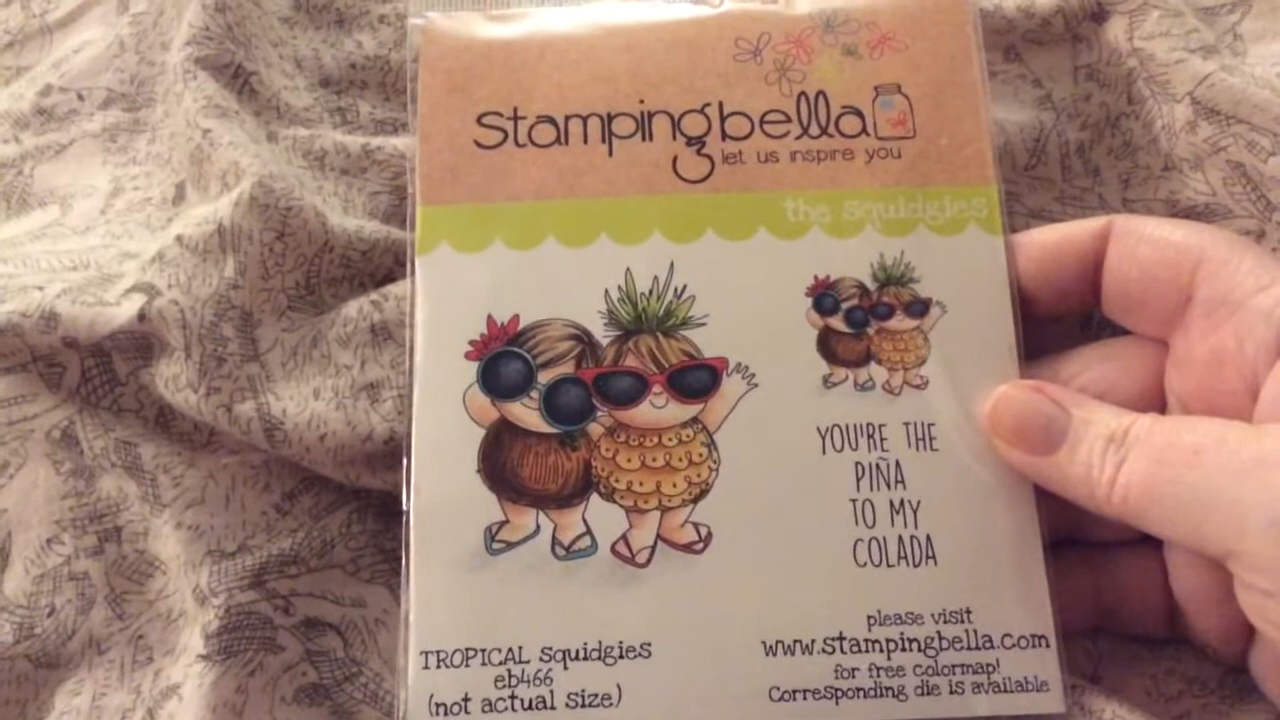 stampingbella
let us inspire you
the squidgies
YOU'RE THE
PIÑA
TO MY
COLADA
TROPICAL squidgies
eb466
(not actual size)
please visit
www.stampingbella.com
for free colormap!
Corresponding die is available